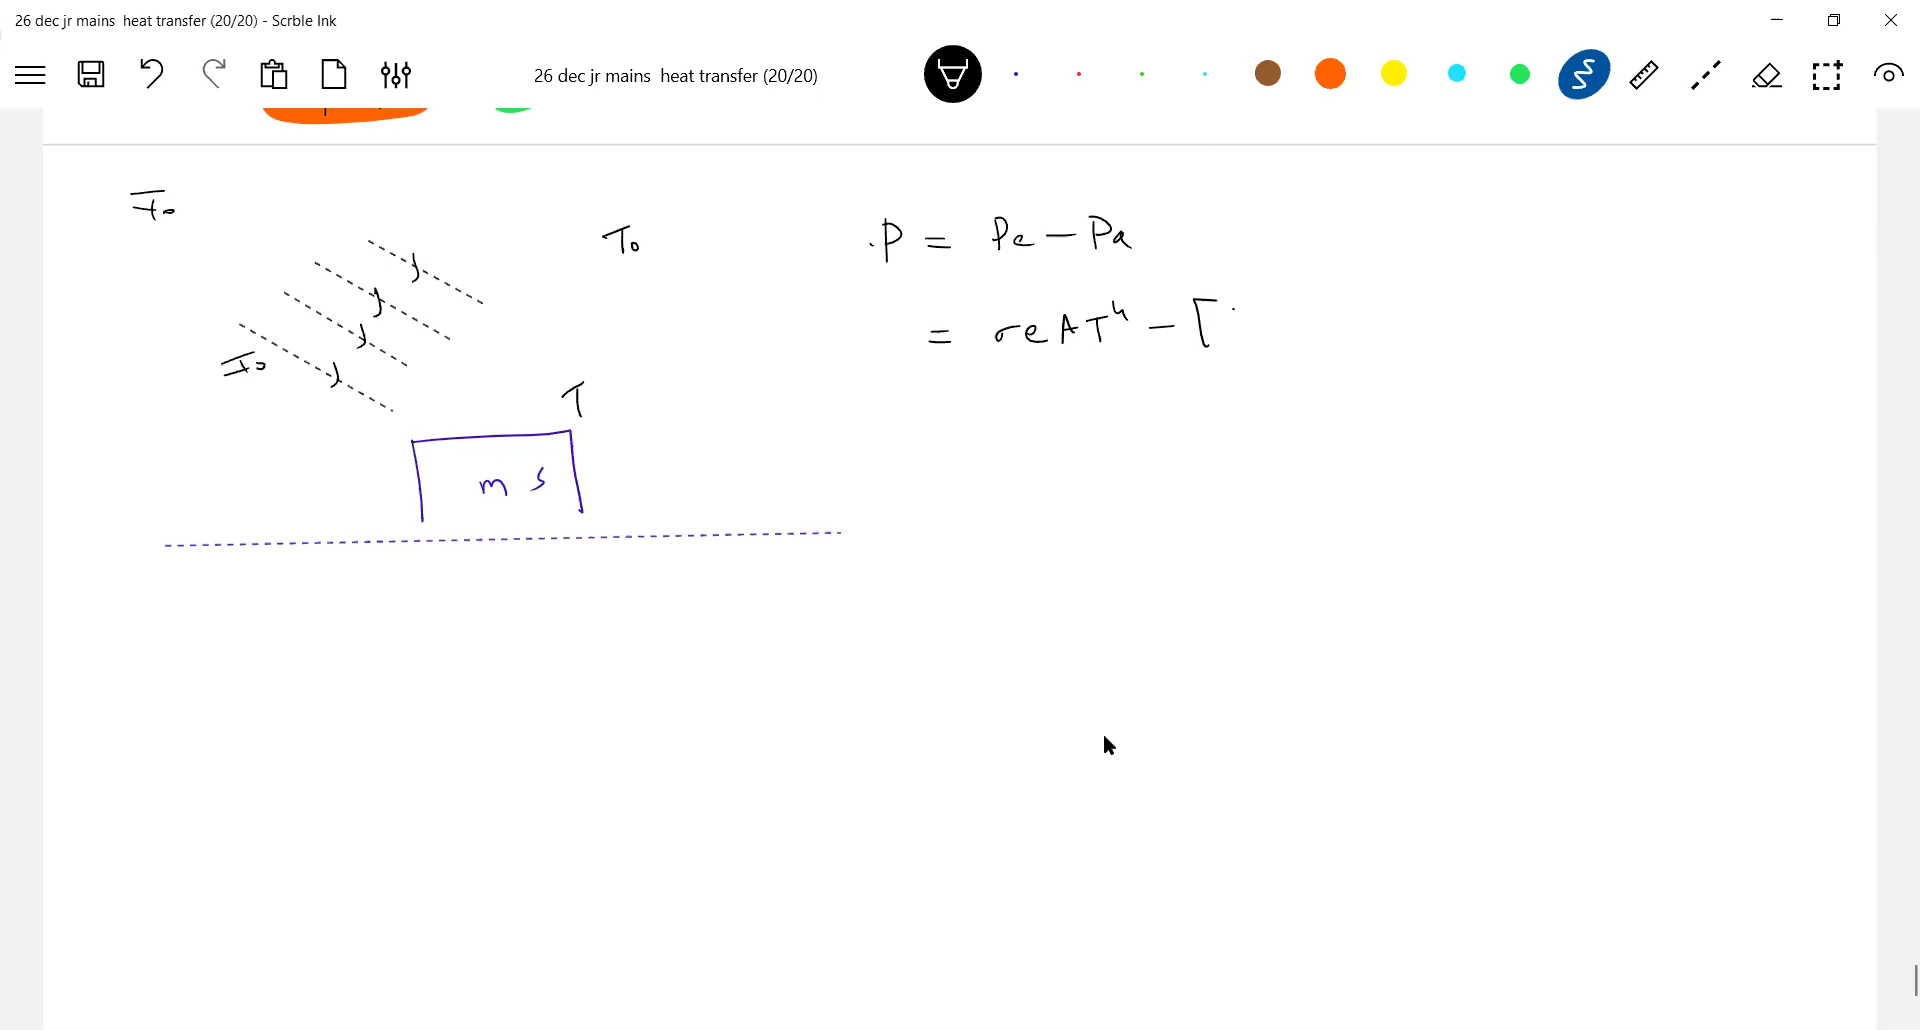 26 dec jr mains heat transfer (20/20) - Scrble Ink
26 dec jr mains heat transfer (20/20)
I₀
T₀
.P = Pe − Pa
= σeAT⁴ − [
I₀
T
m s